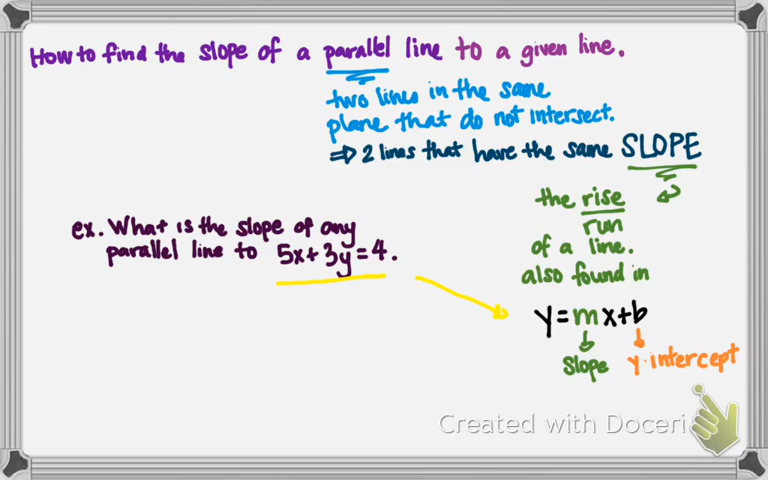 How to find the slope of a parallel line to a given line.
two lines in the same
plane that do not intersect.
⇒ 2 lines that have the same SLOPE
the rise
run
of a line.
also found in
y=mx+b
slope
y-intercept
ex. What is the slope of any
parallel line to 5x+3y=4.
Created with Doceri